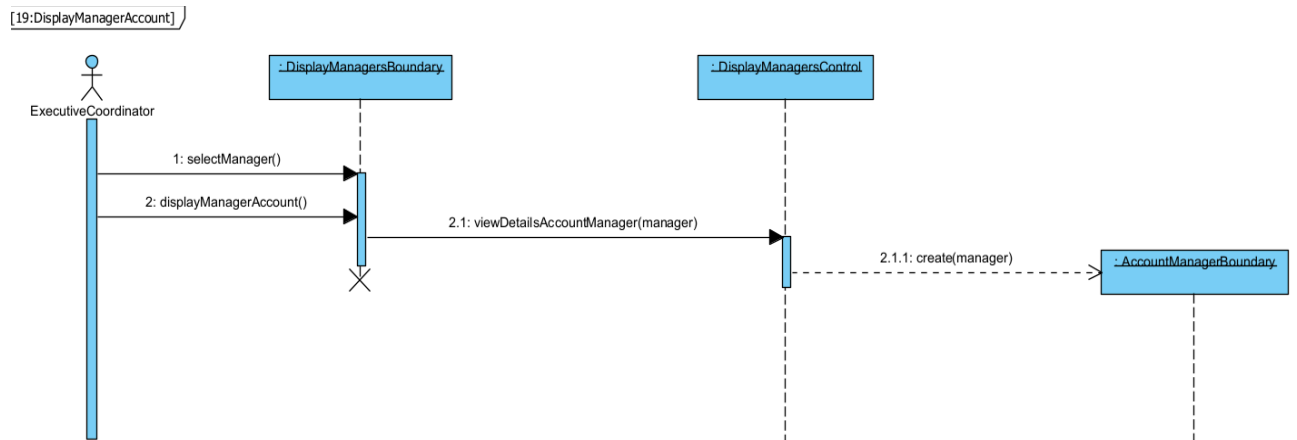 [19:DisplayManagerAccount]
: DisplayManagersBoundary
: DisplayManagersControl
ExecutiveCoordinator
1: selectManager()
2: displayManagerAccount()
2.1: viewDetailsAccountManager(manager)
2.1.1: create(manager)
: AccountManagerBoundary